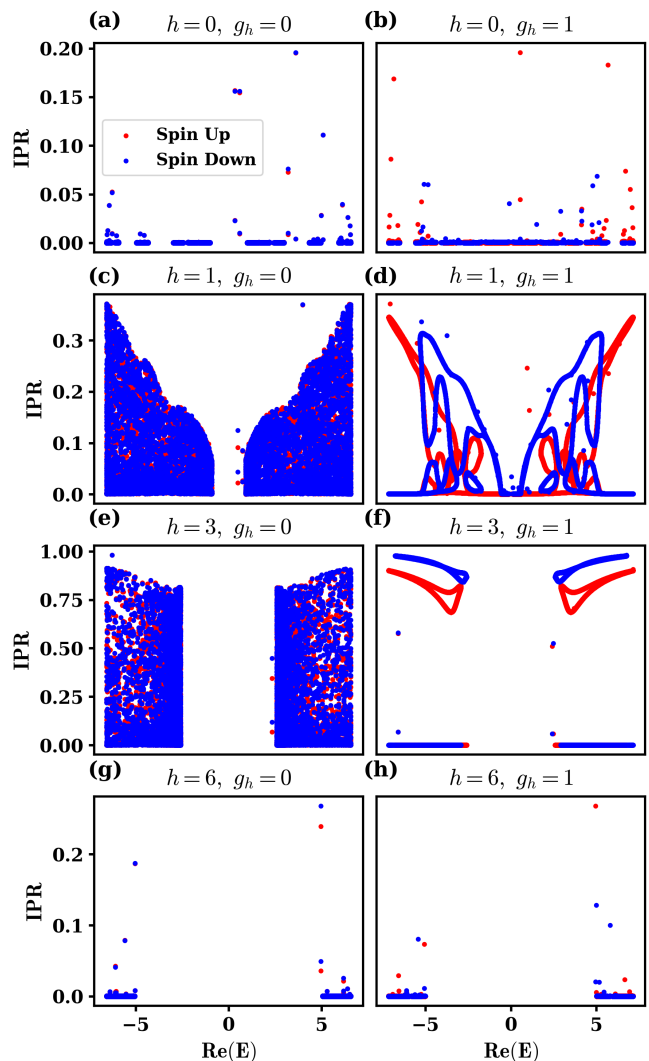 (a) h = 0, g_h = 0
(b) h = 0, g_h = 1
0.20
0.15
0.10
0.05
0.00
IPR
Spin Up
Spin Down
(c) h = 1, g_h = 0
(d) h = 1, g_h = 1
0.3
0.2
0.1
0.0
IPR
(e) h = 3, g_h = 0
(f) h = 3, g_h = 1
1.00
0.75
0.50
0.25
0.00
IPR
(g) h = 6, g_h = 0
(h) h = 6, g_h = 1
0.2
0.1
0.0
IPR
−5 0 5
−5 0 5
Re(E)
Re(E)